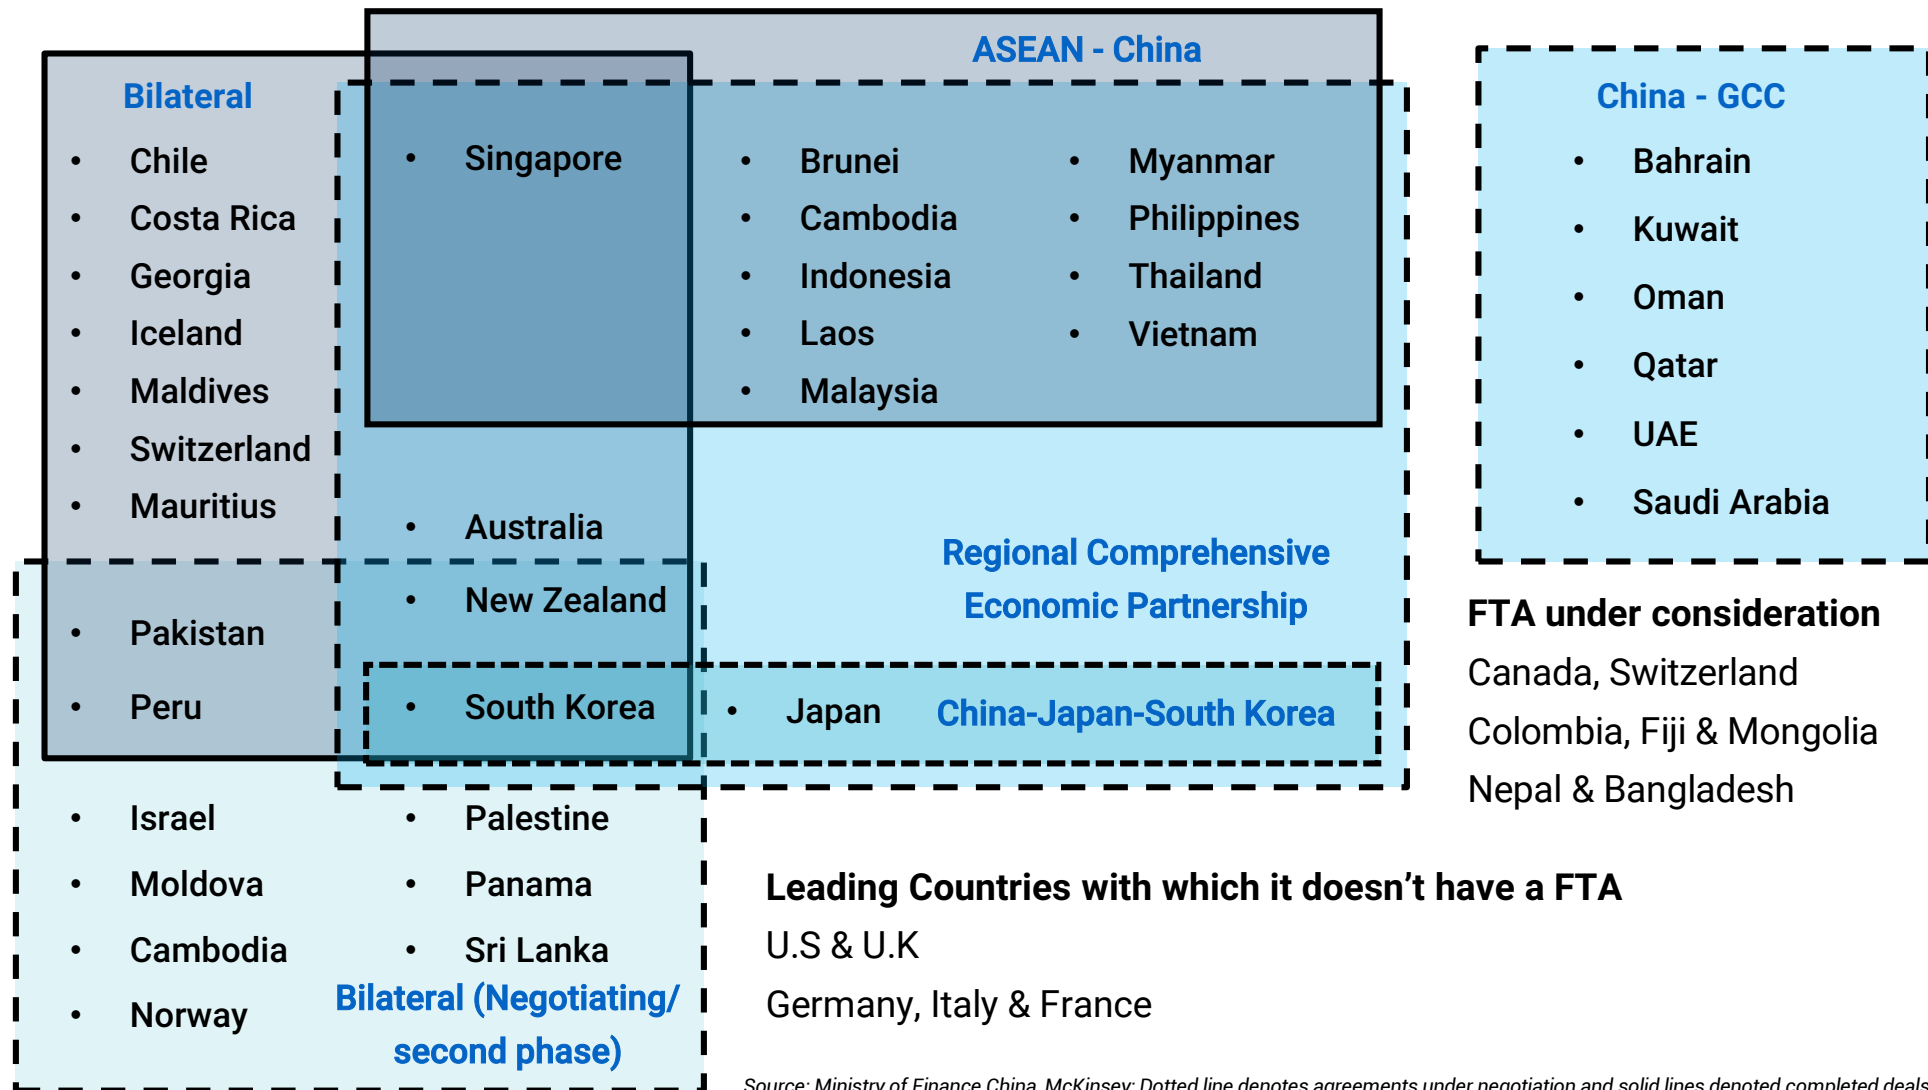 ASEAN - China
Bilateral
• Chile
• Costa Rica
• Georgia
• Iceland
• Maldives
• Switzerland
• Mauritius
• Pakistan
• Peru
• Singapore
• Australia
• New Zealand
• South Korea
• Brunei
• Cambodia
• Indonesia
• Laos
• Malaysia
• Myanmar
• Philippines
• Thailand
• Vietnam
Regional Comprehensive
Economic Partnership
• Japan
China-Japan-South Korea
• Israel
• Moldova
• Cambodia
• Norway
• Palestine
• Panama
• Sri Lanka
Bilateral (Negotiating/
second phase)
China - GCC
• Bahrain
• Kuwait
• Oman
• Qatar
• UAE
• Saudi Arabia
FTA under consideration
Canada, Switzerland
Colombia, Fiji & Mongolia
Nepal & Bangladesh
Leading Countries with which it doesn’t have a FTA
U.S & U.K
Germany, Italy & France
Source: Ministry of Finance China, McKinsey; Dotted line denotes agreements under negotiation and solid lines denoted completed deals